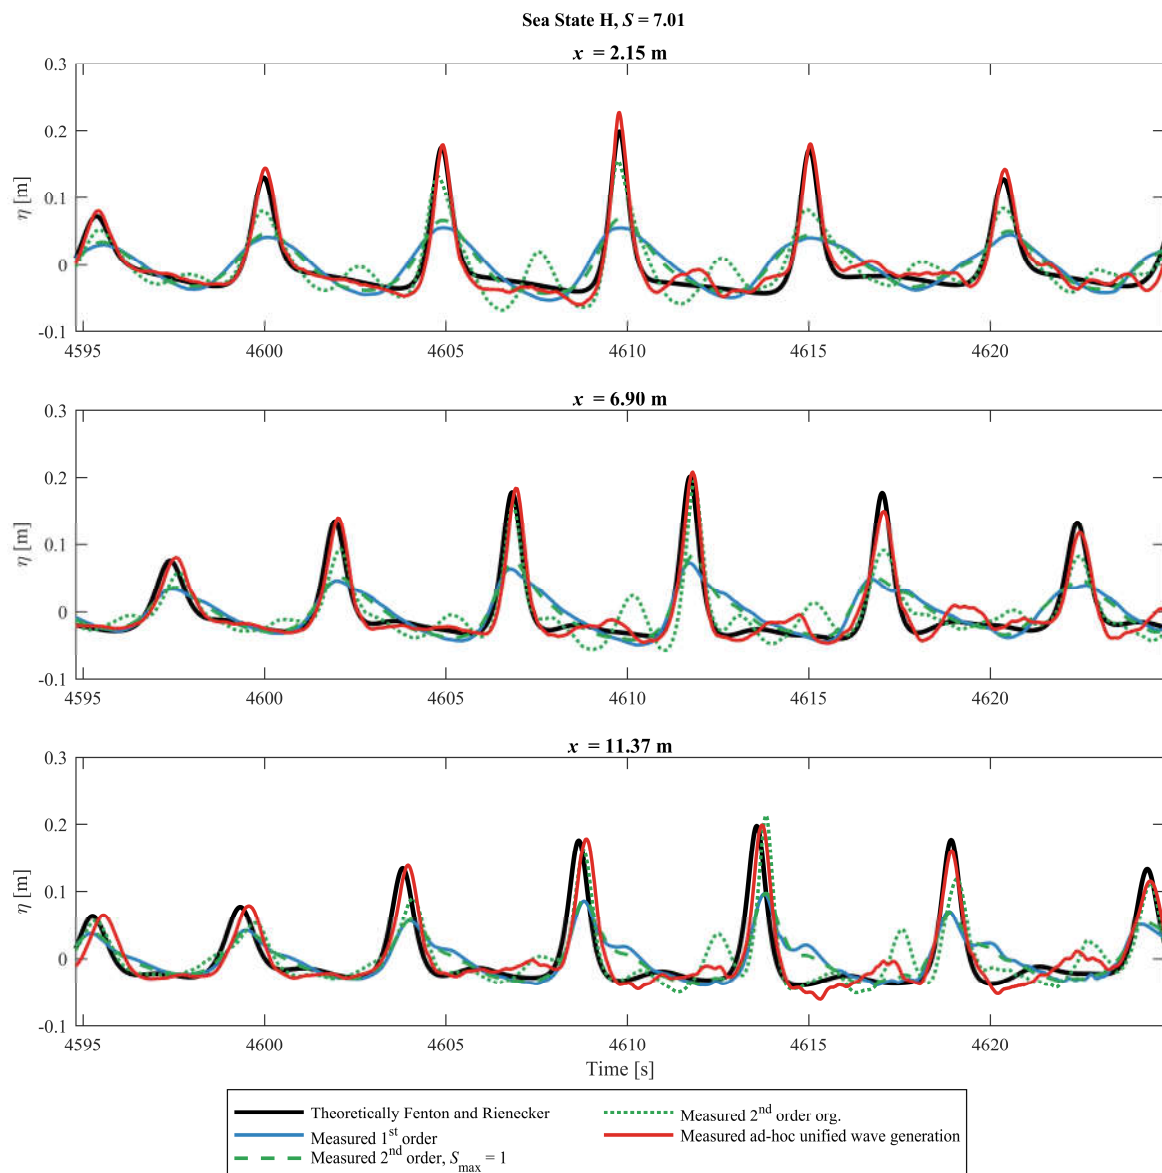 Sea State H, S = 7.01
x = 2.15 m
0.3
0.2
0.1
0
-0.1
η [m]
4595 4600 4605 4610 4615 4620
x = 6.90 m
0.3
0.2
0.1
0
-0.1
η [m]
4595 4600 4605 4610 4615 4620
x = 11.37 m
0.3
0.2
0.1
0
-0.1
η [m]
4595 4600 4605 4610 4615 4620
Time [s]
Theoretically Fenton and Rienecker
Measured 1st order
Measured 2nd order, Smax = 1
Measured 2nd order org.
Measured ad-hoc unified wave generation